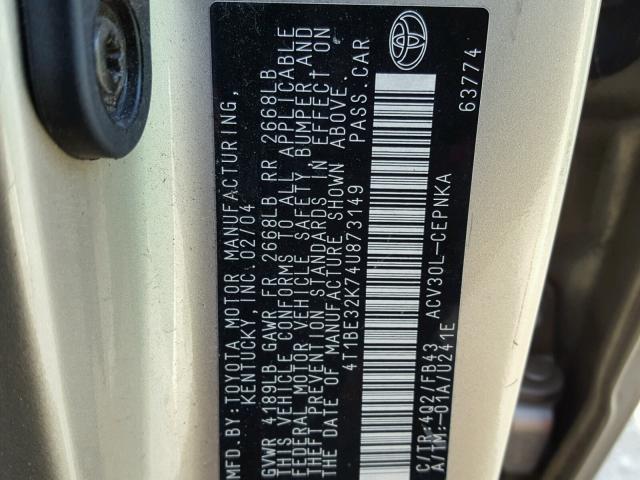 MFD.BY:TOYOTA MOTOR MANUFACTURING,
KENTUCKY, INC. 02/04
GVWR 4189LB GAWR FR 2668LB RR 2668LB
THIS VEHICLE CONFORMS TO ALL APPLICABLE
FEDERAL MOTOR VEHICLE SAFETY, BUMPER AND
THEFT PREVENTION STANDARDS IN EFFECT ON
THE DATE OF MANUFACTURE SHOWN ABOVE.
4T1BE32K74U873149 PASS.CAR
C/TR:4Q2/FB43 ACV30L-CEPNKA
A/TM:-01A/U241E 63774